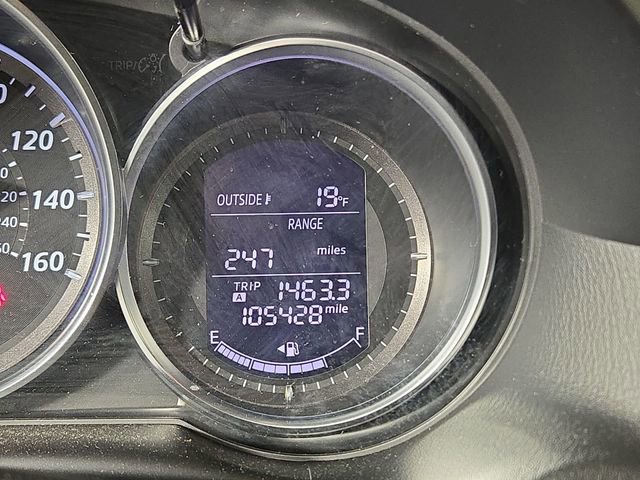 TRIP/
120
140
160
OUTSIDE 19°F
RANGE
247 miles
TRIP
A 1463.3
105428 mile
E F